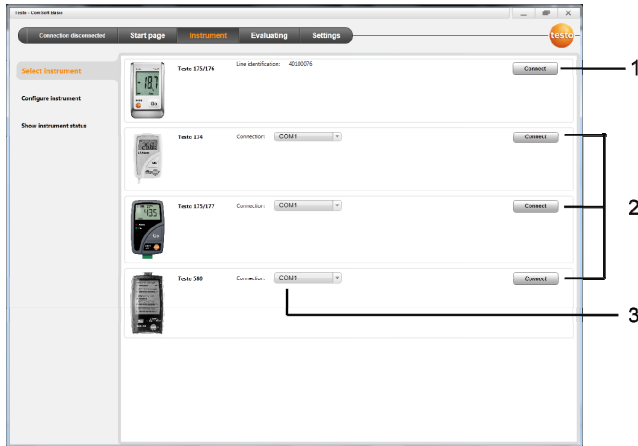 Testo - ComSoft Basic
Connection disconnected Start page Instrument Evaluating Settings testo
Select instrument
Configure instrument
Show instrument status
Testo 175/176 Line identification: 40100076 Connect 1
Testo 174 Connection: COM1 Connect
Testo 175/177 Connection: COM1 Connect 2
Testo 580 Connection: COM1 Connect
3